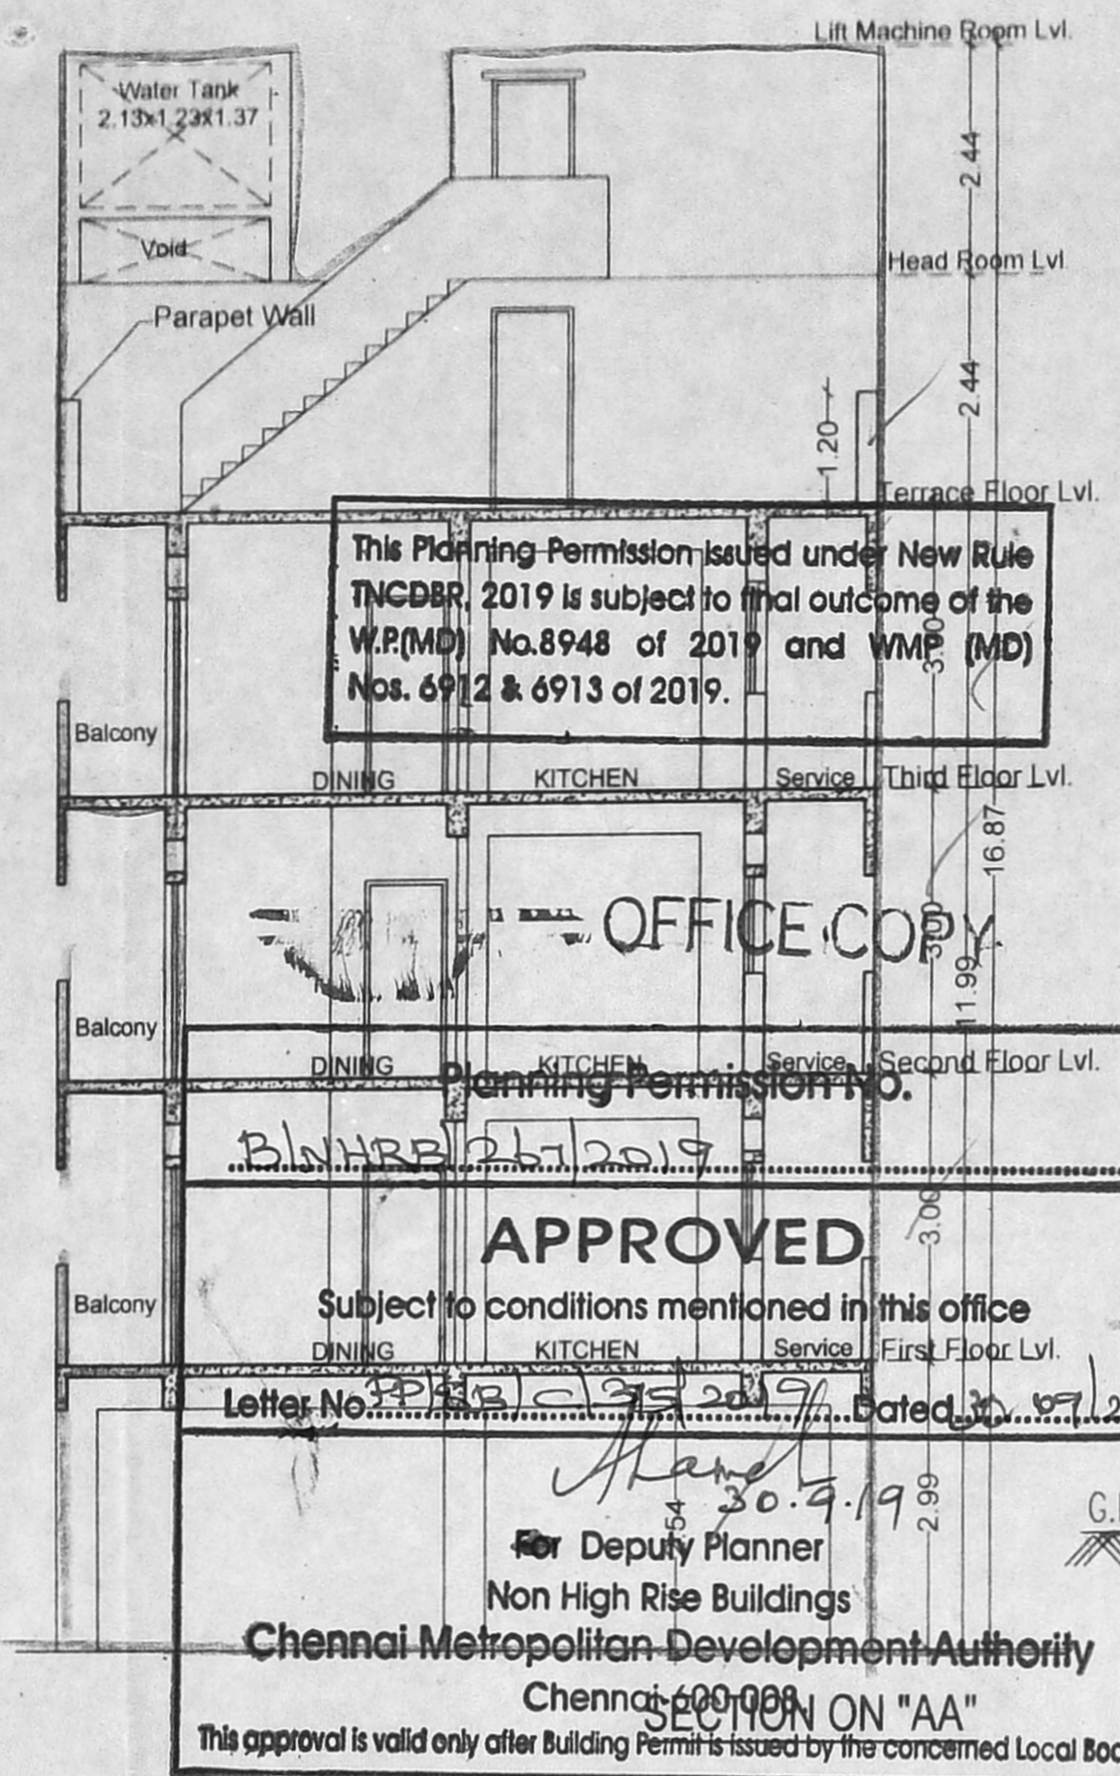 Lift Machine Room Lvl.
Water Tank
2.13x1.23x1.37
2.44
Void
Head Room Lvl.
Parapet Wall
2.44
1.20
Terrace Floor Lvl.
This Planning Permission issued under New Rule
TNCDBR, 2019 is subject to final outcome of the
W.P.(MD) No.8948 of 2019 and WMP (MD)
Nos. 6912 & 6913 of 2019.
3.00
Balcony
DINING KITCHEN Service Third Floor Lvl.
16.87
OFFICE COPY
3.00
11.99
Balcony
DINING KITCHEN Service Second Floor Lvl.
Planning Permission No.
B/NHRB/267/2019
APPROVED
3.00
Balcony
Subject to conditions mentioned in this office
DINING KITCHEN Service First Floor Lvl.
Letter No. 2019 Dated 09/2
30.9.19
2.99
G.
For Deputy Planner
Non High Rise Buildings
Chennai Metropolitan Development Authority
Chennai-600 008.
SECTION ON "AA"
This approval is valid only after Building Permit is issued by the concerned Local